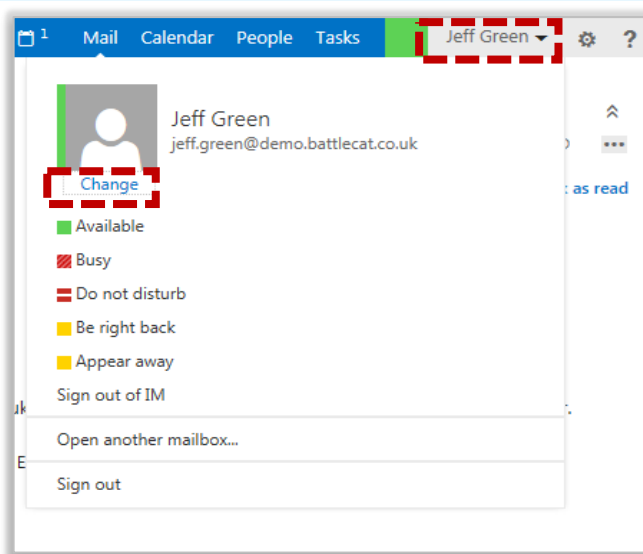 1 Mail Calendar People Tasks Jeff Green ?
Jeff Green
jeff.green@demo.battlecat.co.uk
Change
as read
Available
Busy
Do not disturb
Be right back
Appear away
Sign out of IM
Open another mailbox...
Sign out